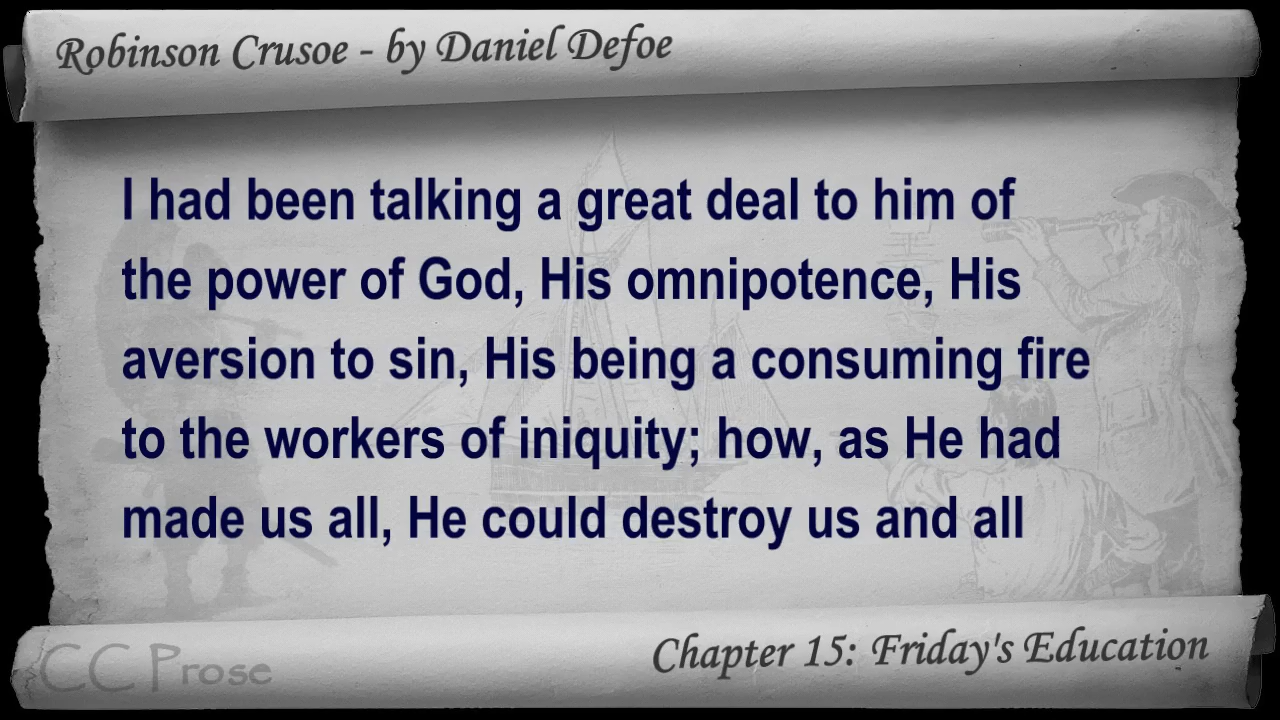 Robinson Crusoe - by Daniel Defoe
I had been talking a great deal to him of
the power of God, His omnipotence, His
aversion to sin, His being a consuming fire
to the workers of iniquity; how, as He had
made us all, He could destroy us and all
CC Prose
Chapter 15: Friday's Education